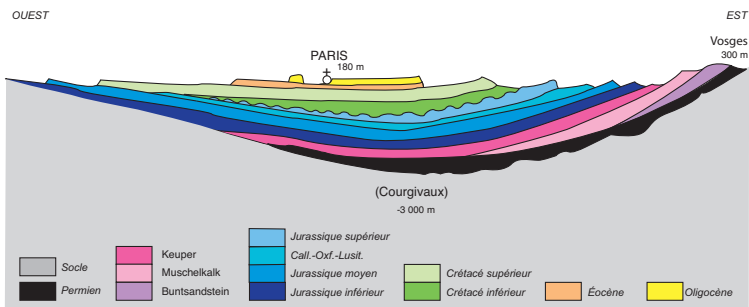 OUEST
EST
PARIS
180 m
Vosges
300 m
(Courgivaux)
-3 000 m
Socle
Permien
Keuper
Muschelkalk
Buntsandstein
Jurassique supérieur
Call.-Oxf.-Lusit.
Jurassique moyen
Jurassique inférieur
Crétacé supérieur
Crétacé inférieur
Éocène
Oligocène